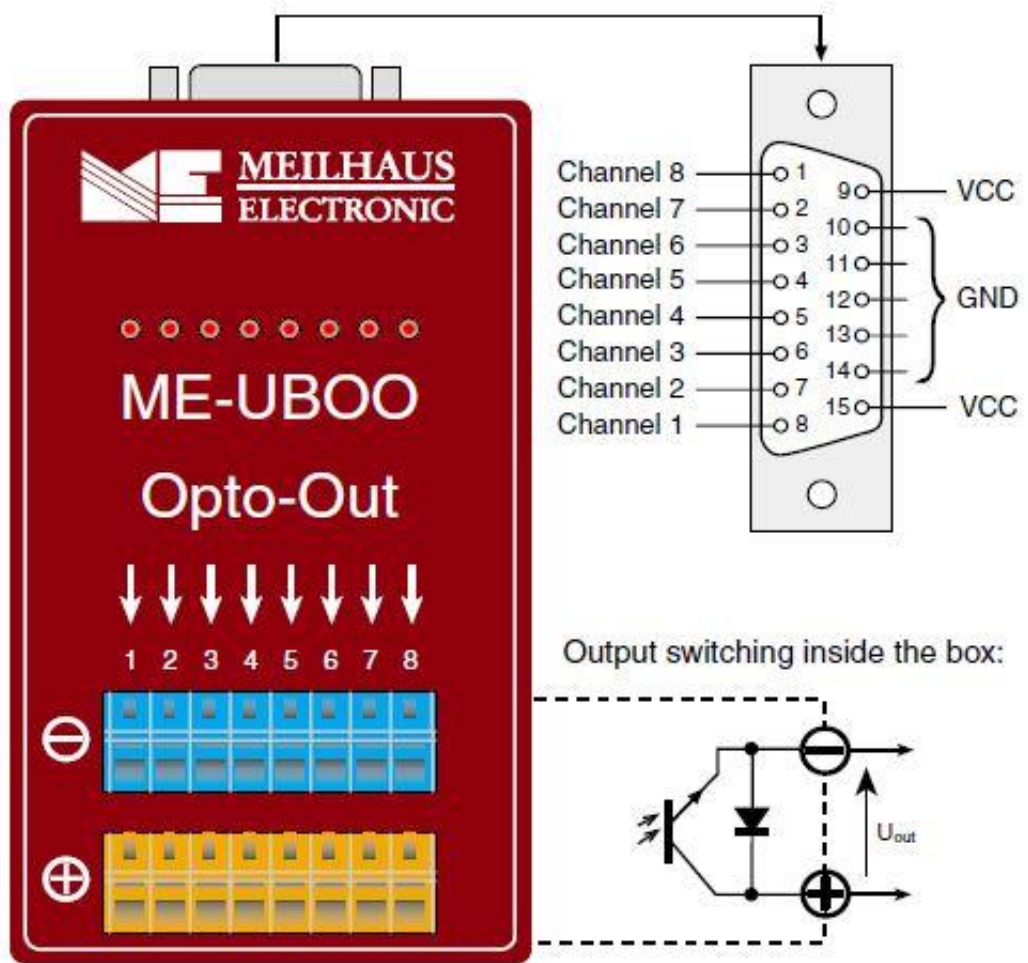 MEILHAUS
ELECTRONIC
ME-UBOO
Opto-Out
1 2 3 4 5 6 7 8
Channel 8 1
Channel 7 2
Channel 6 3
Channel 5 4
Channel 4 5
Channel 3 6
Channel 2 7
Channel 1 8
9 VCC
10
11
12 GND
13
14
15 VCC
Output switching inside the box:
Uout